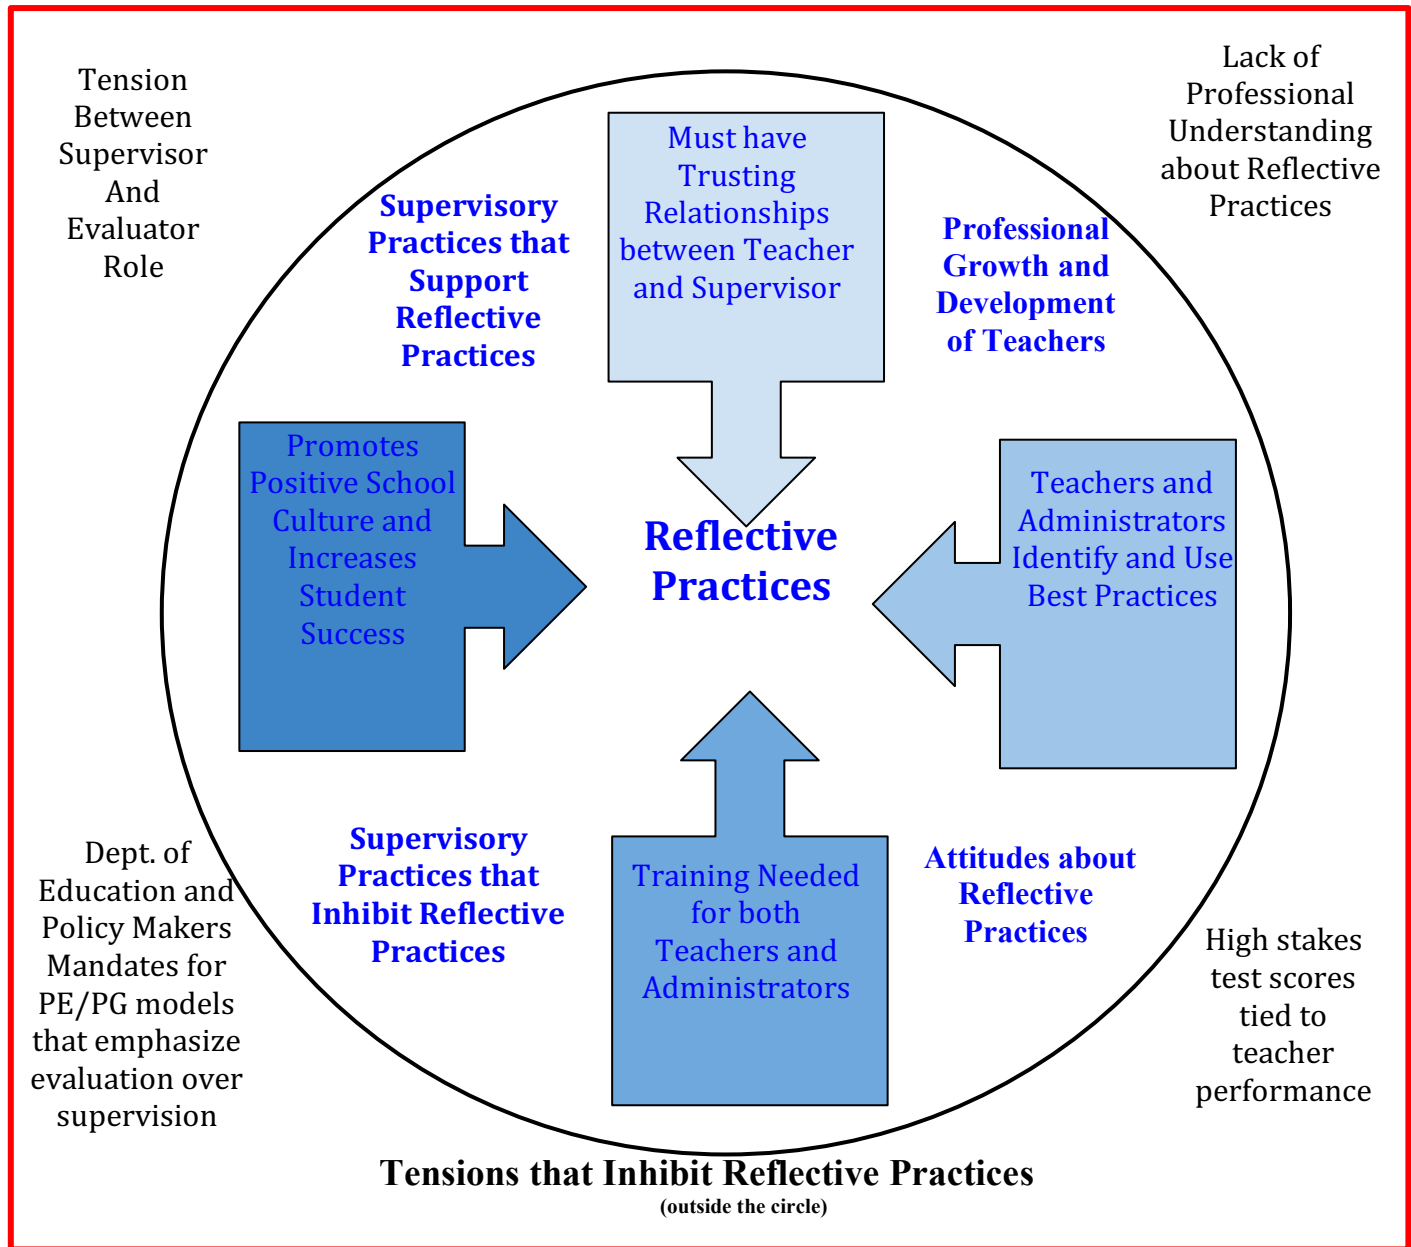 Tension
Between
Supervisor
And
Evaluator
Role
Lack of
Professional
Understanding
about Reflective
Practices
Supervisory
Practices that
Support
Reflective
Practices
Must have
Trusting
Relationships
between Teacher
and Supervisor
Professional
Growth and
Development
of Teachers
Promotes
Positive School
Culture and
Increases
Student
Success
Reflective
Practices
Teachers and
Administrators
Identify and Use
Best Practices
Dept. of
Education and
Policy Makers
Mandates for
PE/PG models
that emphasize
evaluation over
supervision
Supervisory
Practices that
Inhibit Reflective
Practices
Training Needed
for both
Teachers and
Administrators
Attitudes about
Reflective
Practices
High stakes
test scores
tied to
teacher
performance
Tensions that Inhibit Reflective Practices
(outside the circle)